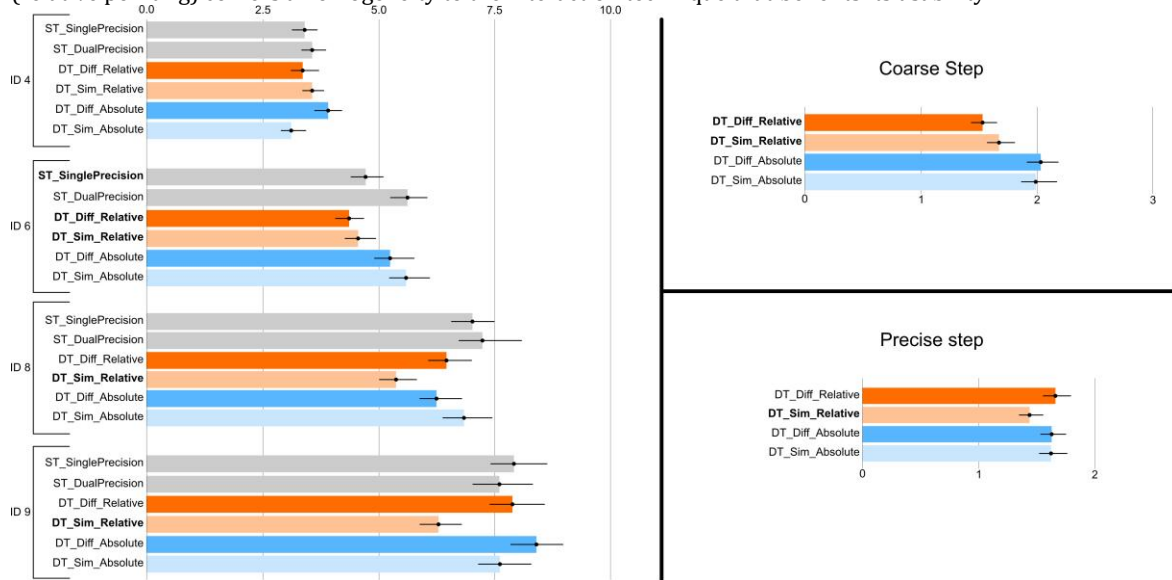 0.0 2.5 5.0 7.5 10.0
ID 4
ST_SinglePrecision
ST_DualPrecision
DT_Diff_Relative
DT_Sim_Relative
DT_Diff_Absolute
DT_Sim_Absolute
ID 6
ST_SinglePrecision
ST_DualPrecision
DT_Diff_Relative
DT_Sim_Relative
DT_Diff_Absolute
DT_Sim_Absolute
ID 8
ST_SinglePrecision
ST_DualPrecision
DT_Diff_Relative
DT_Sim_Relative
DT_Diff_Absolute
DT_Sim_Absolute
ID 9
ST_SinglePrecision
ST_DualPrecision
DT_Diff_Relative
DT_Sim_Relative
DT_Diff_Absolute
DT_Sim_Absolute
Coarse Step
DT_Diff_Relative
DT_Sim_Relative
DT_Diff_Absolute
DT_Sim_Absolute
0 1 2 3
Precise step
DT_Diff_Relative
DT_Sim_Relative
DT_Diff_Absolute
DT_Sim_Absolute
0 1 2